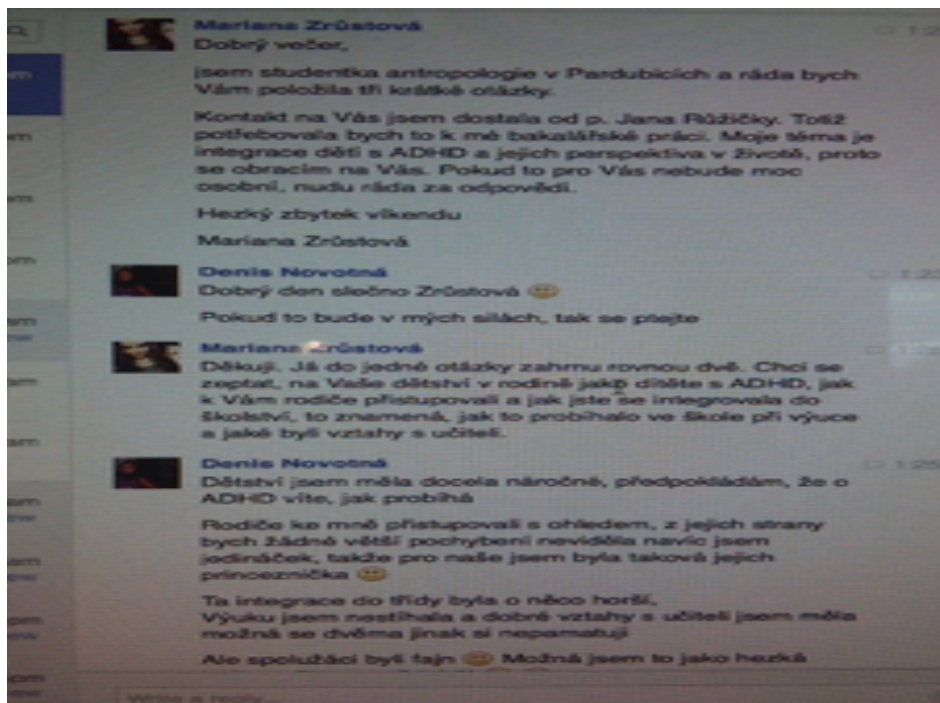 Mariana Zrůstová
Dobrý večer,
jsem studentka antropologie v Pardubicích a ráda bych
Vám položila tři krátké otázky.
Kontakt na Vás jsem dostala od p. Jana Růžičky. Totiž
potřebovala bych to k mé bakalářské práci. Moje téma je
integrace dětí s ADHD a jejich perspektiva v životě, proto
se obracím na Vás. Pokud to pro Vás nebude moc
osobní, nudu ráda za odpovědi.
Hezký zbytek víkendu
Mariana Zrůstová
Denis Novotná
Dobrý den slečno Zrůstová
Pokud to bude v mých silách, tak se ptejte
Mariana Zrůstová
Děkuji. Já do jedné otázky zahrnu rovnou dvě. Chci se
zeptat, na Vaše dětství v rodině jako dítěte s ADHD, jak
k Vám rodiče přistupovali a jak jste se integrovala do
školství, to znamená, jak to probíhalo ve škole při výuce
a jaké byli vztahy s učiteli.
Denis Novotná
1:25
Dětství jsem měla docela náročné, předpokládám, že o
ADHD víte, jak probíhá
Rodiče ke mně přistupovali s ohledem, z jejich strany
bych žádné větší pochybení neviděla navíc jsem
jedináček, takže pro naše jsem byla taková jejich
princeznička
Ta integrace do třídy byla o něco horší,
Výuku jsem nestíhala a dobré vztahy s učiteli jsem měla
možná se dvěma jinak si nepamatuji
Ale spolužáci byli fajn Možná jsem to jako hezká
Write a reply...